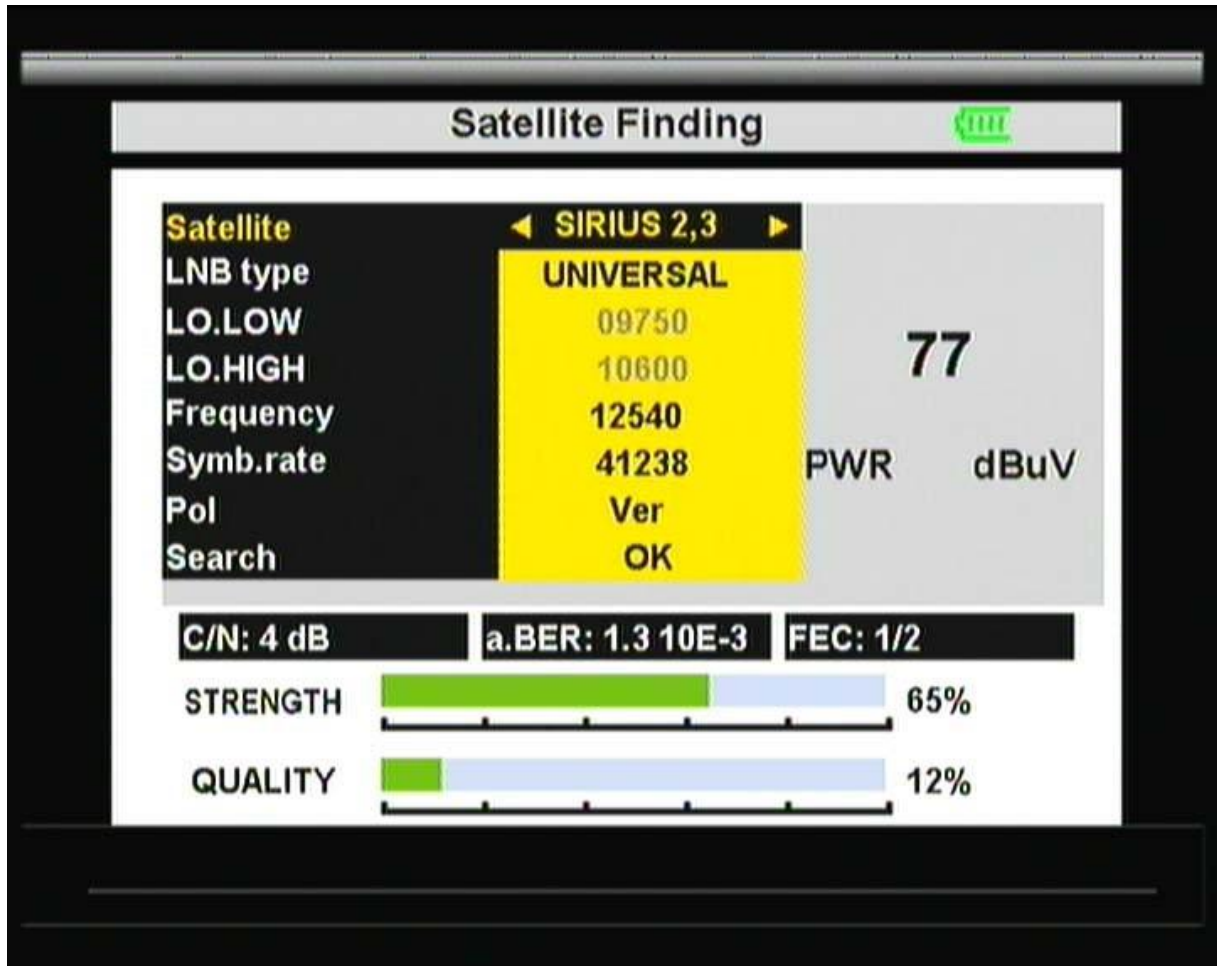 Satellite Finding
Satellite SIRIUS 2,3
LNB type UNIVERSAL
LO.LOW 09750
LO.HIGH 10600
Frequency 12540
Symb.rate 41238
Pol Ver
Search OK
77
PWR dBuV
C/N: 4 dB a.BER: 1.3 10E-3 FEC: 1/2
STRENGTH 65%
QUALITY 12%